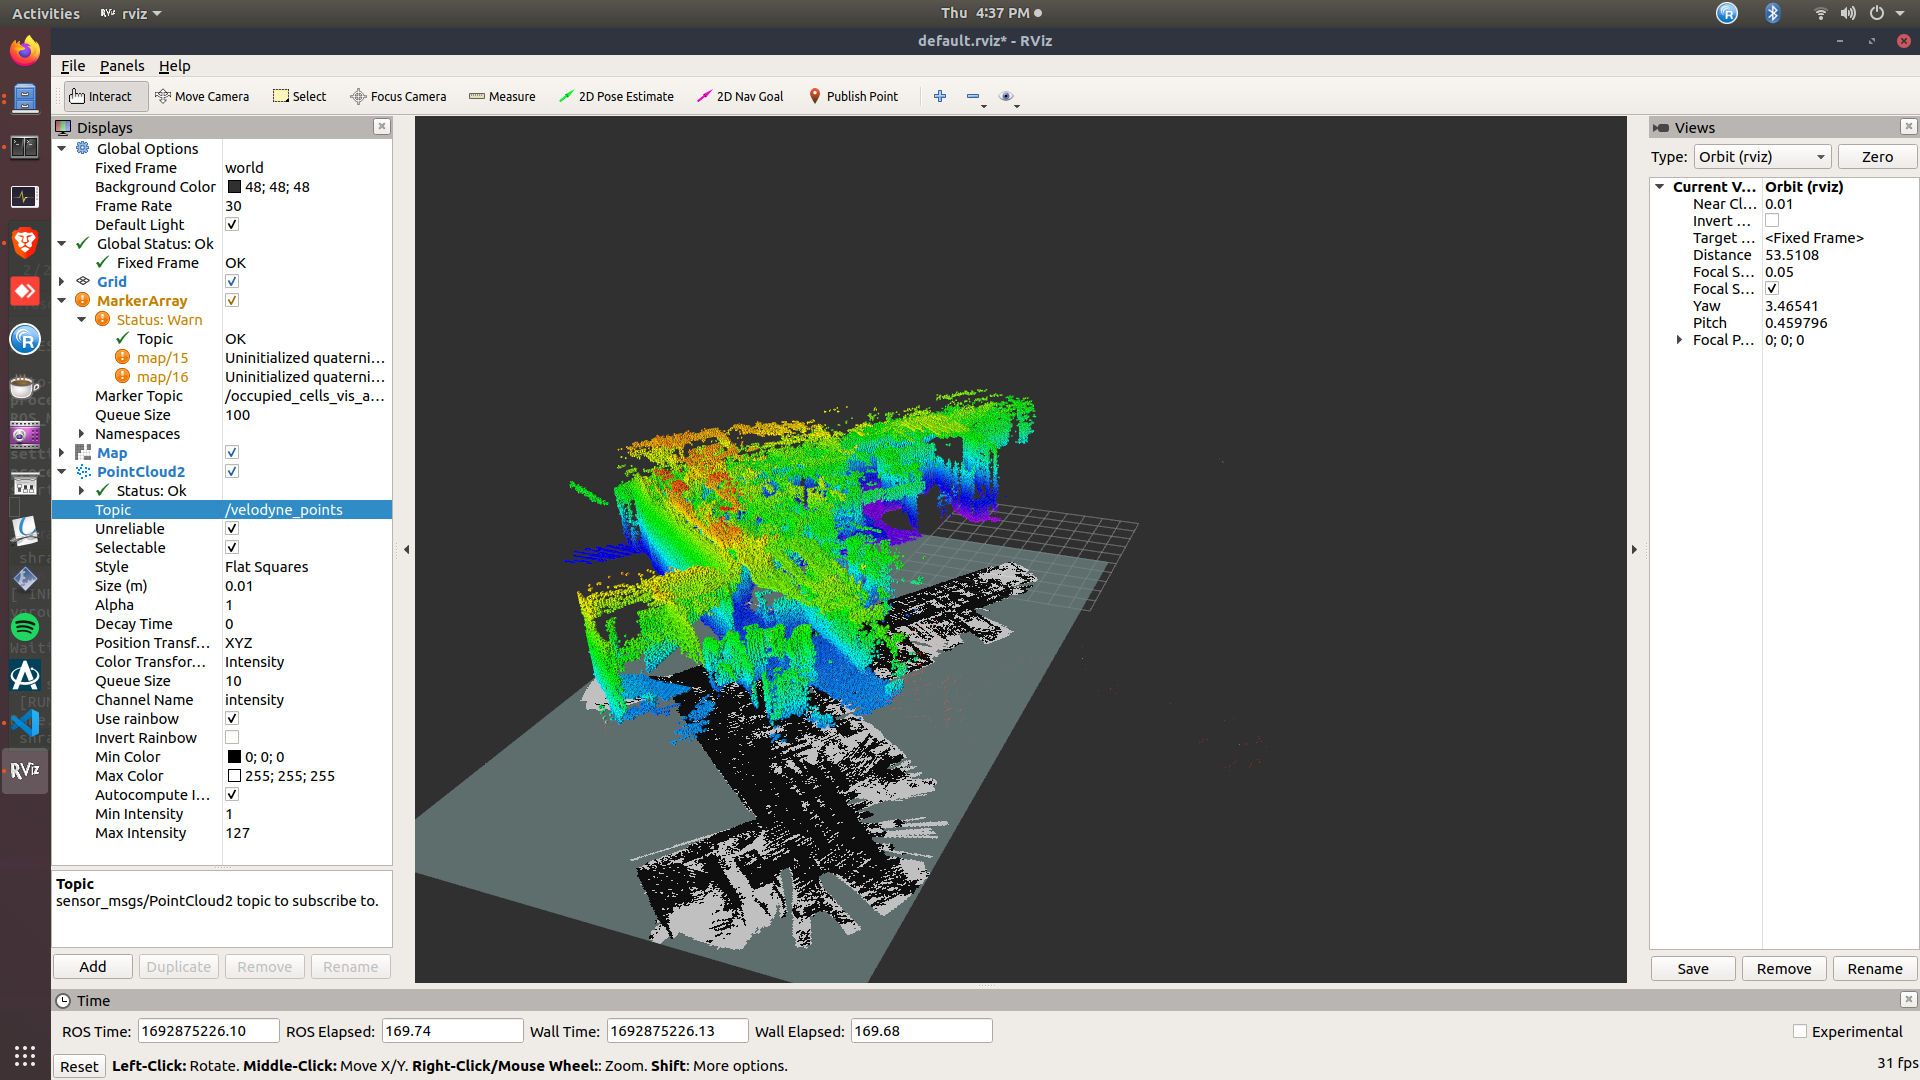 Activities
RViz
rviz
Thu 4:37 PM
default.rviz* - RViz
File Panels Help
Interact
Move Camera
Select
Focus Camera
Measure
2D Pose Estimate
2D Nav Goal
Publish Point
Displays
Global Options
Fixed Frame world
Background Color 48; 48; 48
Frame Rate 30
Default Light
Global Status: Ok
Fixed Frame OK
Grid
MarkerArray
Status: Warn
Topic OK
map/15 Uninitialized quaterni...
map/16 Uninitialized quaterni...
Marker Topic /occupied_cells_vis_a...
Queue Size 100
Namespaces
Map
PointCloud2
Status: Ok
Topic /velodyne_points
Unreliable
Selectable
Style Flat Squares
Size (m) 0.01
Alpha 1
Decay Time 0
Position Transf... XYZ
Color Transfor... Intensity
Queue Size 10
Channel Name intensity
Use rainbow
Invert Rainbow
Min Color 0; 0; 0
Max Color 255; 255; 255
Autocompute I...
Min Intensity 1
Max Intensity 127
Topic
sensor_msgs/PointCloud2 topic to subscribe to.
Add Duplicate Remove Rename
Views
Type: Orbit (rviz) Zero
Current V... Orbit (rviz)
Near Cl... 0.01
Invert ...
Target ... <Fixed Frame>
Distance 53.5108
Focal S... 0.05
Focal S...
Yaw 3.46541
Pitch 0.459796
Focal P... 0; 0; 0
Save Remove Rename
Time
ROS Time: 1692875226.10 ROS Elapsed: 169.74 Wall Time: 1692875226.13 Wall Elapsed: 169.68
Experimental
Reset
Left-Click: Rotate. Middle-Click: Move X/Y. Right-Click/Mouse Wheel:: Zoom. Shift: More options.
31 fps
RViz